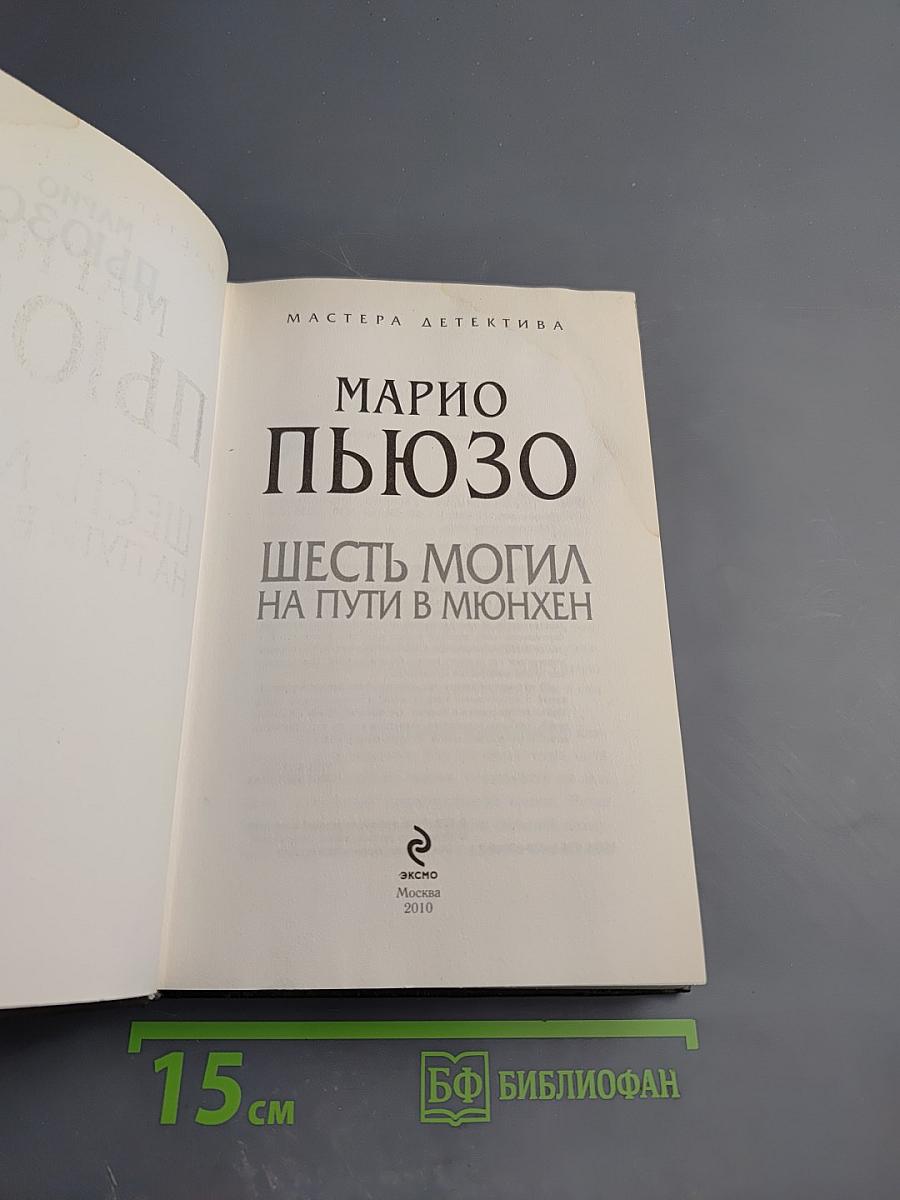 МАСТЕРА ДЕТЕКТИВА
МАРИО
ПЬЮЗО
ШЕСТЬ МОГИЛ
НА ПУТИ В МЮНХЕН
ЭКСМО
Москва
2010
15 см
БФ БИБЛИОФАН